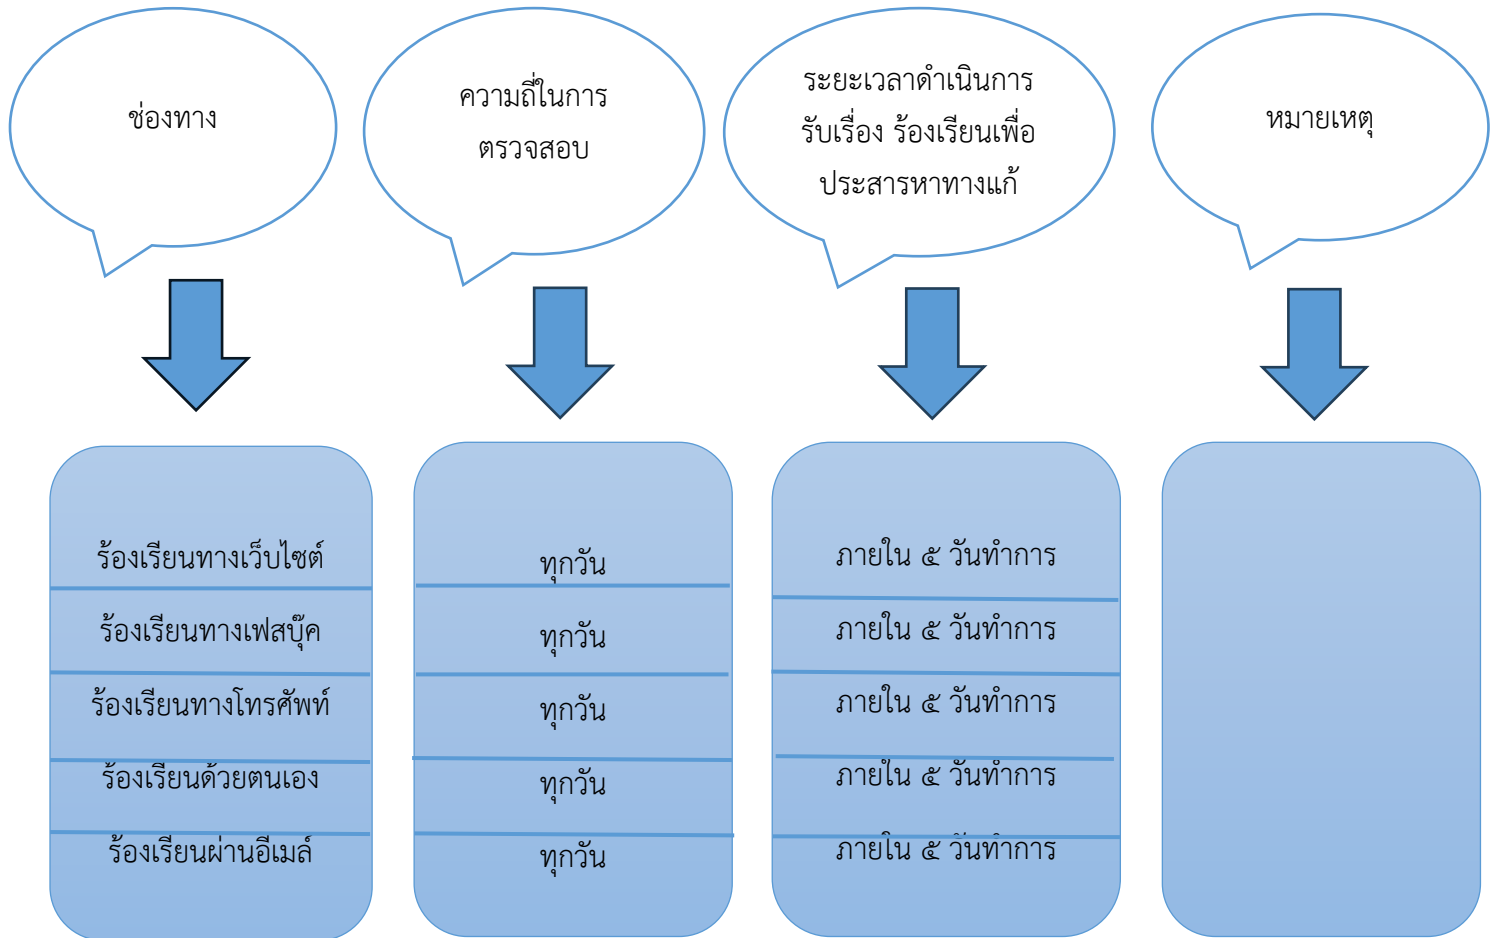 ช่องทาง
ความถี่ในการ
ตรวจสอบ
ระยะเวลาดำเนินการ
รับเรื่อง ร้องเรียนเพื่อ
ประสารหาทางแก้
หมายเหตุ
ร้องเรียนทางเว็บไซต์
ร้องเรียนทางเฟสบุ๊ค
ร้องเรียนทางโทรศัพท์
ร้องเรียนด้วยตนเอง
ร้องเรียนผ่านอีเมล์
ทุกวัน
ทุกวัน
ทุกวัน
ทุกวัน
ทุกวัน
ภายใน ๕ วันทำการ
ภายใน ๕ วันทำการ
ภายใน ๕ วันทำการ
ภายใน ๕ วันทำการ
ภายใน ๕ วันทำการ